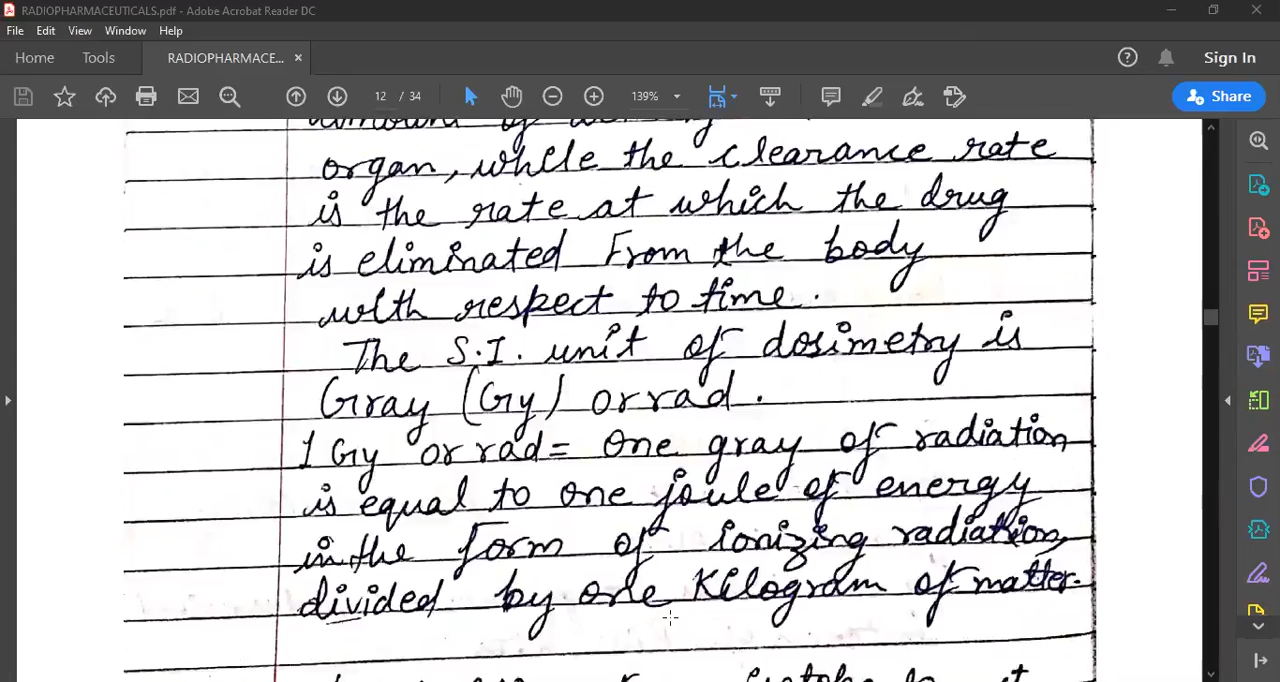 RADIOPHARMACEUTICALS.pdf - Adobe Acrobat Reader DC
File Edit View Window Help
Home Tools RADIOPHARMACE... × Sign In
12 / 34 139% Share
amount of
organ, while the clearance rate
is the rate at which the drug
is eliminated From the body
with respect to time.
The S.I. unit of dosimetry is
Gray (Gy) or rad.
1 Gy or rad = One gray of radiation
is equal to one joule of energy
in the form of ionizing radiation,
divided by one Kilogram of matter.